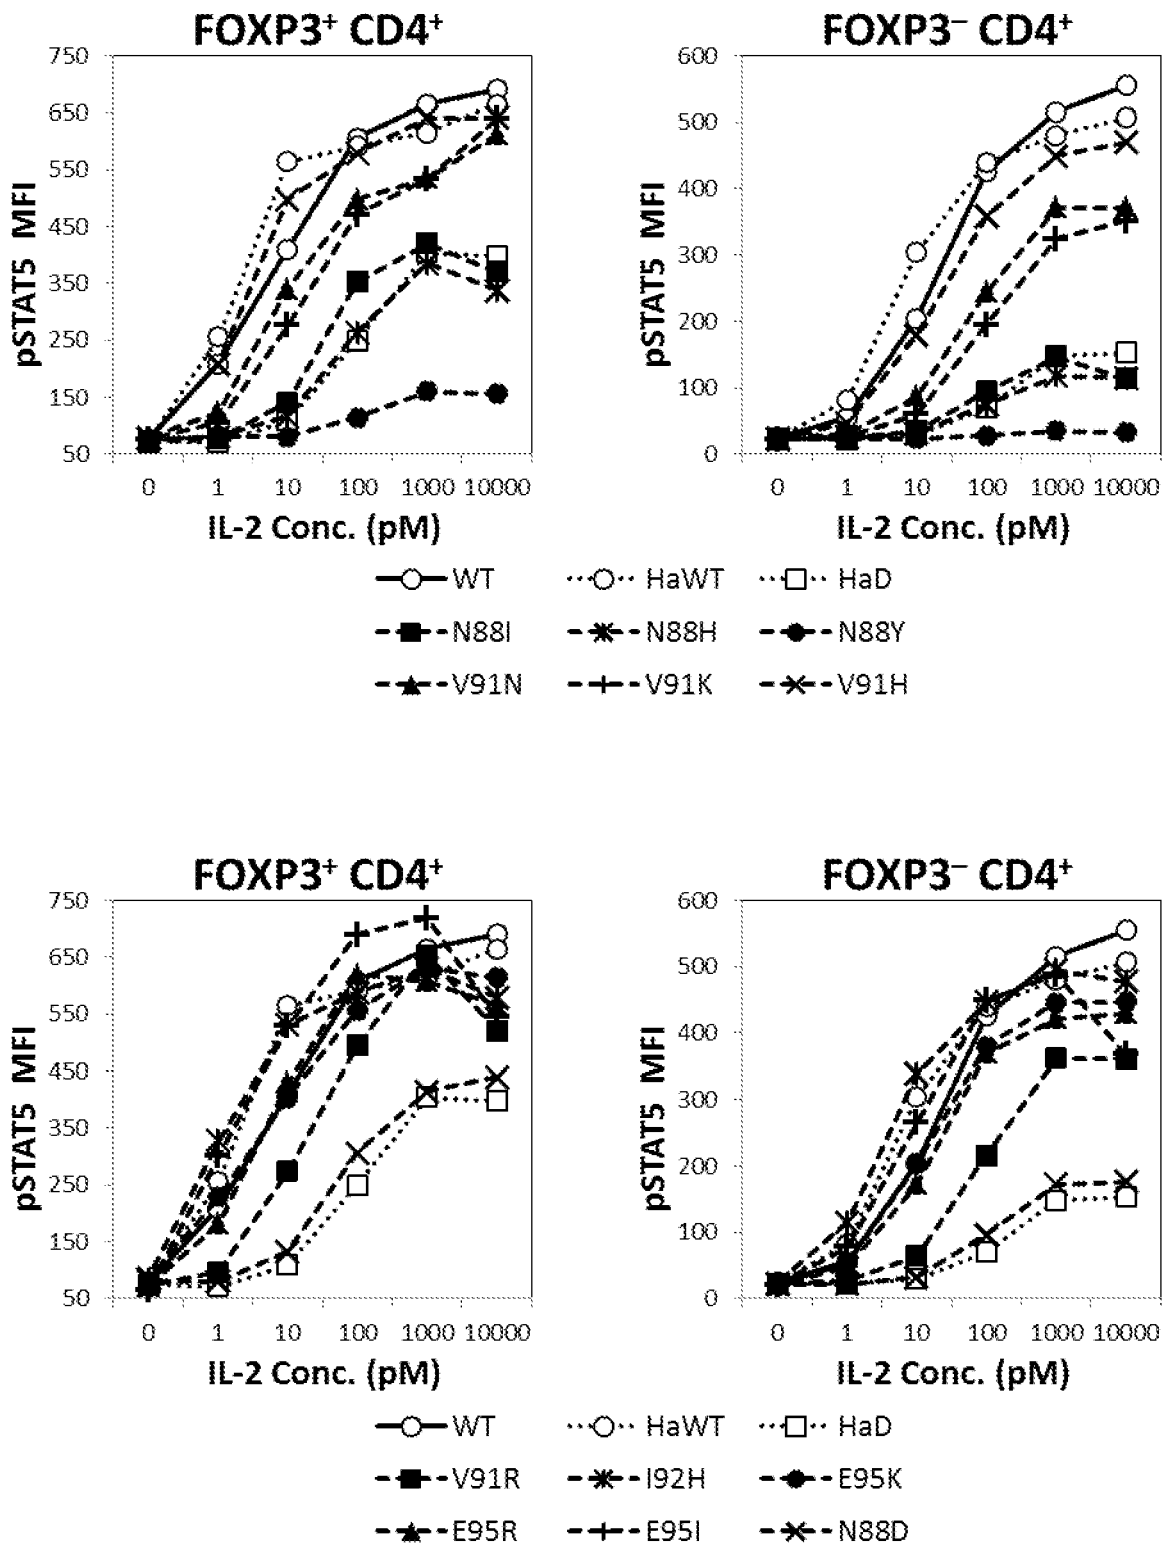 FOXP3⁺ CD4⁺
750
650
550
450
350
250
150
50
pSTAT5 MFI
0 1 10 100 1000 10000
IL-2 Conc. (pM)
FOXP3⁻ CD4⁺
600
500
400
300
200
100
0
pSTAT5 MFI
0 1 10 100 1000 10000
IL-2 Conc. (pM)
WT HaWT HaD
N88I N88H N88Y
V91N V91K V91H
FOXP3⁺ CD4⁺
750
650
550
450
350
250
150
50
pSTAT5 MFI
0 1 10 100 1000 10000
IL-2 Conc. (pM)
FOXP3⁻ CD4⁺
600
500
400
300
200
100
0
pSTAT5 MFI
0 1 10 100 1000 10000
IL-2 Conc. (pM)
WT HaWT HaD
V91R I92H E95K
E95R E95I N88D